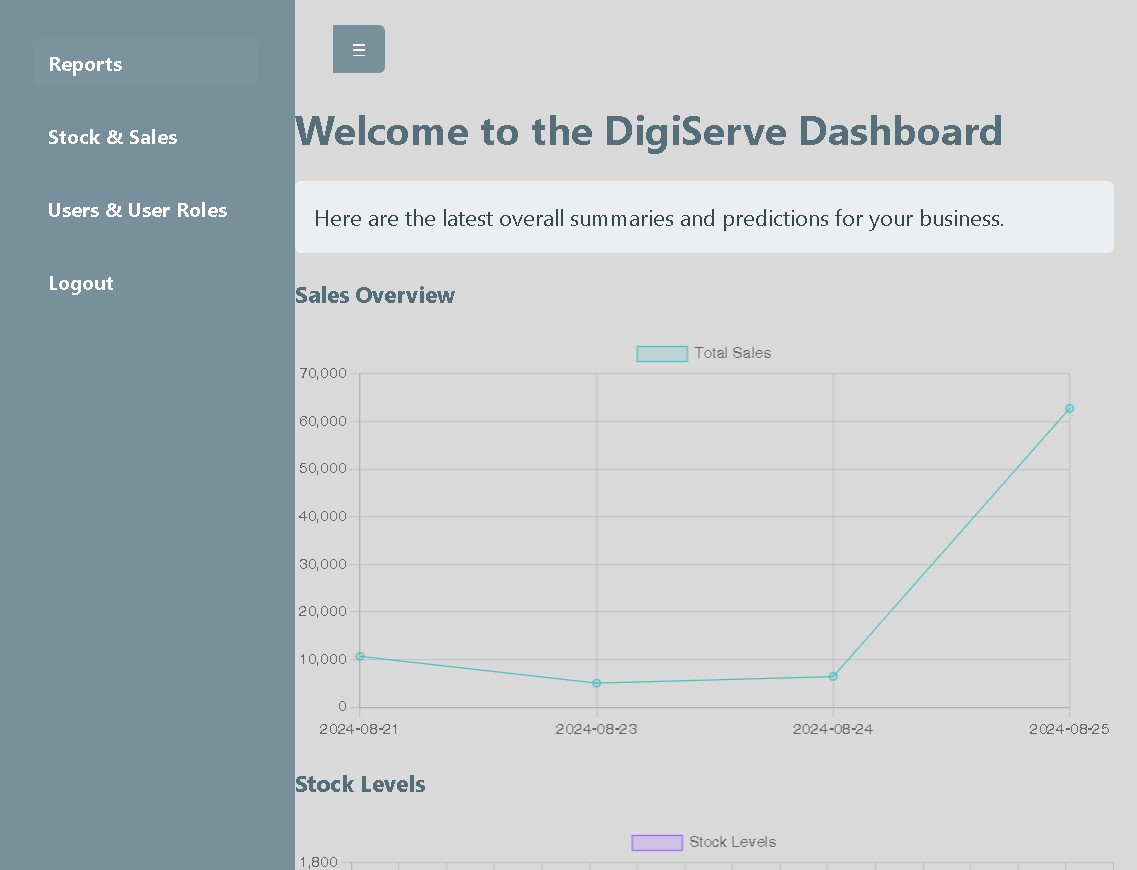 Reports
Stock & Sales
Users & User Roles
Logout
☰
Welcome to the DigiServe Dashboard
Here are the latest overall summaries and predictions for your business.
Sales Overview
Total Sales
70,000
60,000
50,000
40,000
30,000
20,000
10,000
0
2024-08-21 2024-08-23 2024-08-24 2024-08-25
Stock Levels
Stock Levels
1,800